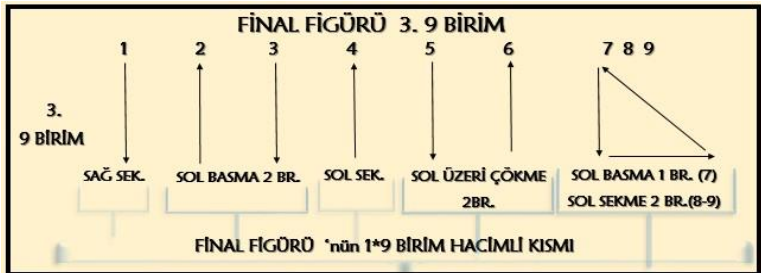 FİNAL FİGÜRÜ 3. 9 BİRİM
1 2 3 4 5 6 7 8 9
3.
9 BİRİM
SAĞ SEK. SOL BASMA 2 BR. SOL SEK. SOL ÜZERİ ÇÖKME SOL BASMA 1 BR. (7)
2BR. SOL SEKME 2 BR.(8-9)
FİNAL FİGÜRÜ 'nün 1*9 BİRİM HACİMLİ KISMI